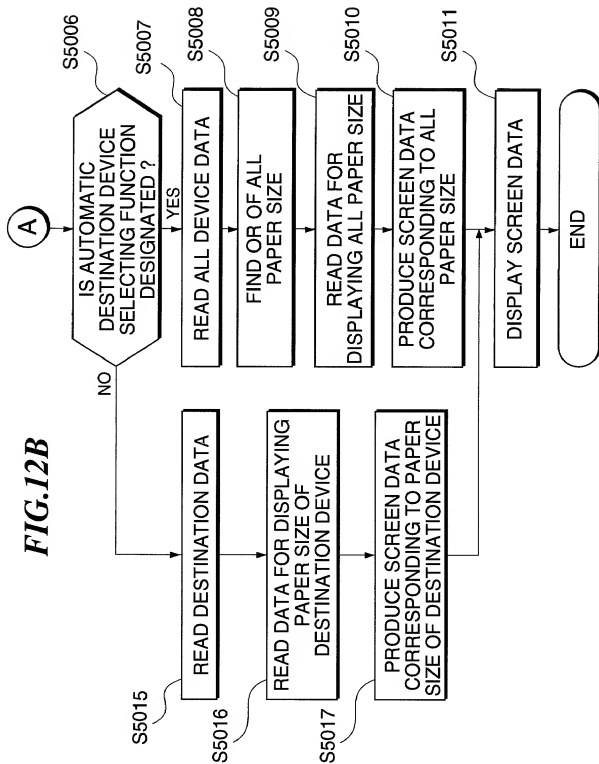 FIG.12B
A
S5006
IS AUTOMATIC
DESTINATION DEVICE
SELECTING FUNCTION
DESIGNATED ?
NO
YES
S5007
READ ALL DEVICE DATA
S5008
FIND OR OF ALL
PAPER SIZE
S5009
READ DATA FOR
DISPLAYING ALL PAPER SIZE
S5010
PRODUCE SCREEN DATA
CORRESPONDING TO ALL
PAPER SIZE
S5011
DISPLAY SCREEN DATA
END
S5015
READ DESTINATION DATA
S5016
READ DATA FOR DISPLAYING
PAPER SIZE OF
DESTINATION DEVICE
S5017
PRODUCE SCREEN DATA
CORRESPONDING TO PAPER
SIZE OF DESTINATION DEVICE